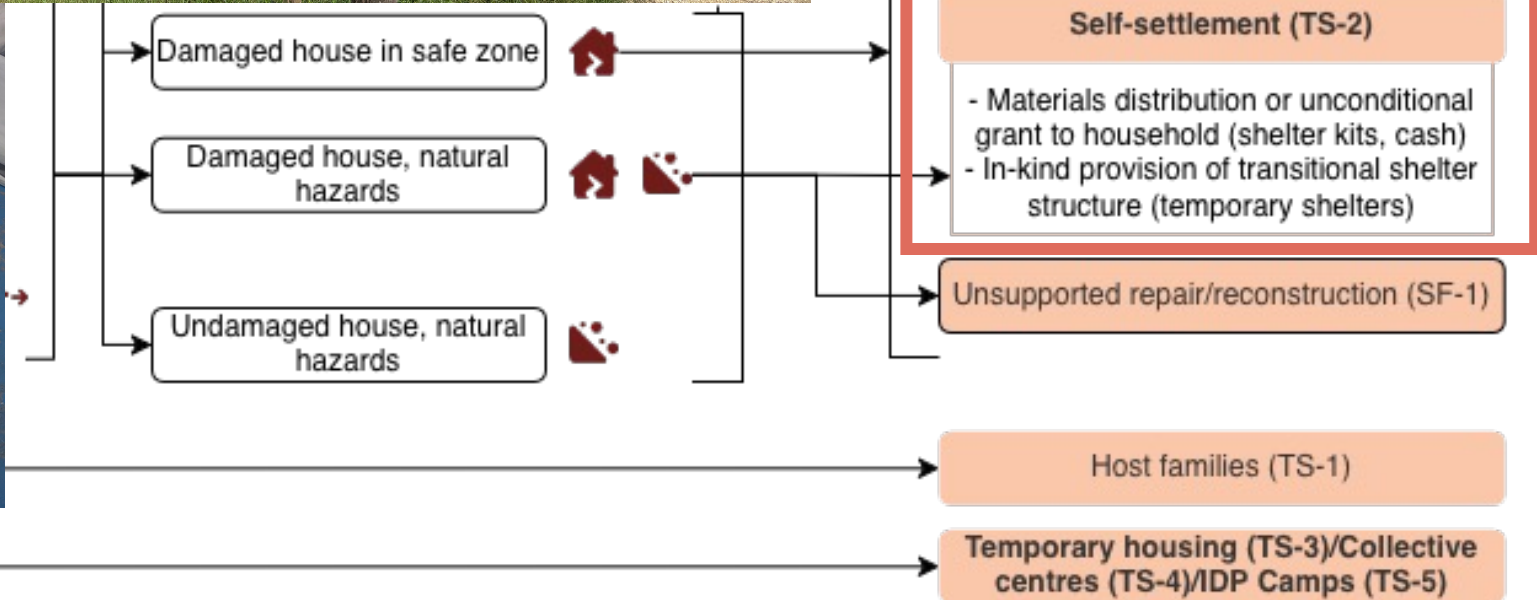 Self-settlement (TS-2)
Damaged house in safe zone
- Materials distribution or unconditional
grant to household (shelter kits, cash)
- In-kind provision of transitional shelter
structure (temporary shelters)
Damaged house, natural
hazards
Unsupported repair/reconstruction (SF-1)
Undamaged house, natural
hazards
Host families (TS-1)
Temporary housing (TS-3)/Collective
centres (TS-4)/IDP Camps (TS-5)